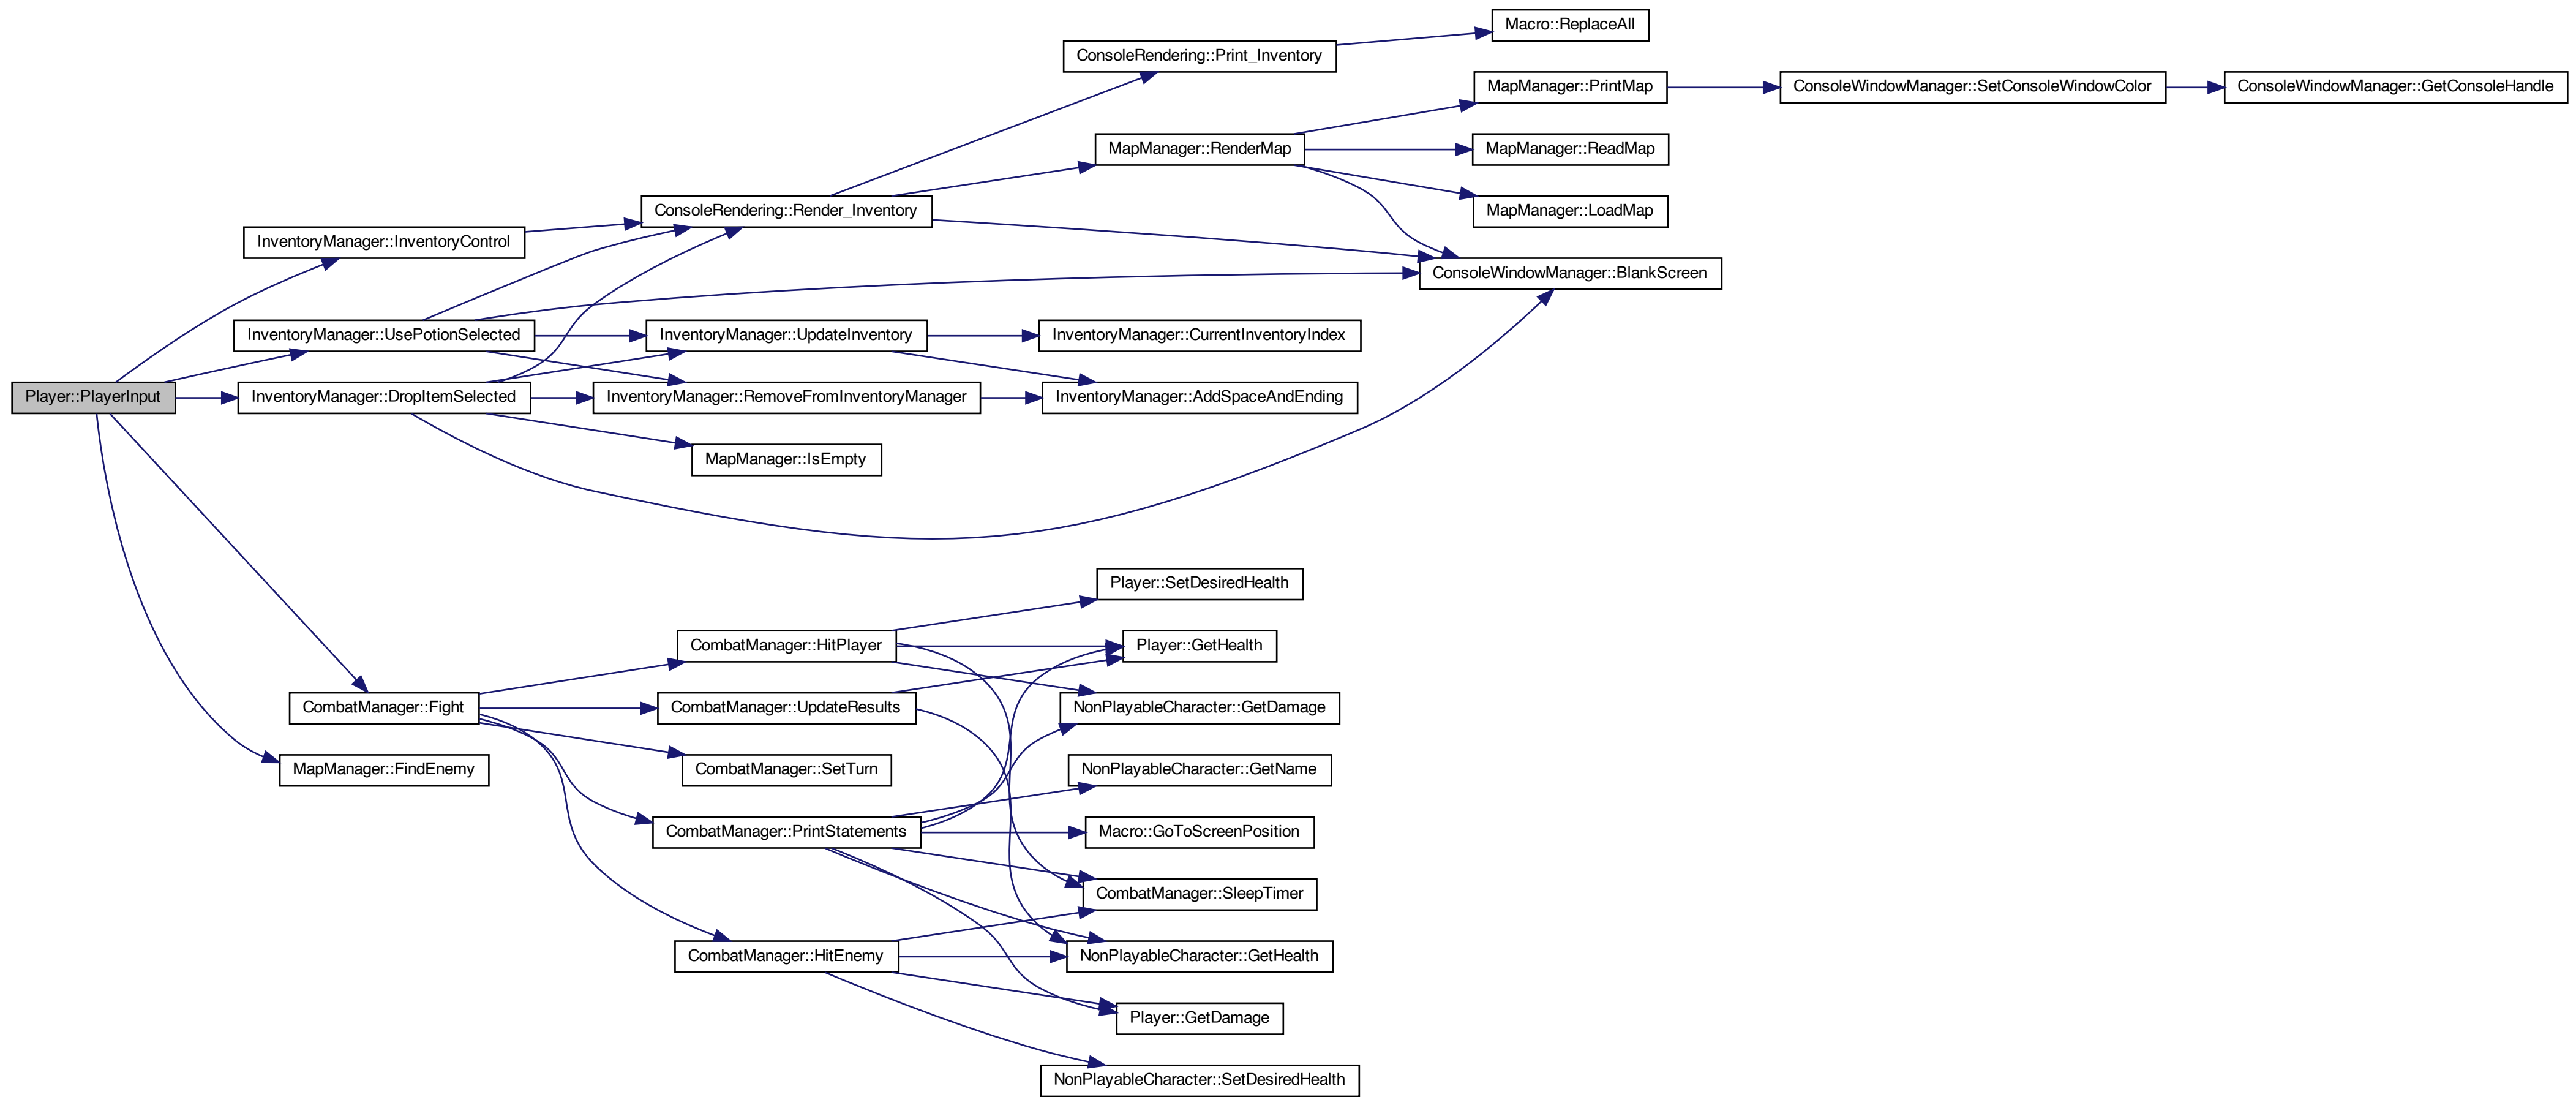 Macro::ReplaceAll
ConsoleRendering::Print_Inventory
MapManager::PrintMap
ConsoleWindowManager::SetConsoleWindowColor
ConsoleWindowManager::GetConsoleHandle
MapManager::RenderMap
MapManager::ReadMap
ConsoleRendering::Render_Inventory
MapManager::LoadMap
InventoryManager::InventoryControl
ConsoleWindowManager::BlankScreen
InventoryManager::UsePotionSelected
InventoryManager::UpdateInventory
InventoryManager::CurrentInventoryIndex
Player::PlayerInput
InventoryManager::DropItemSelected
InventoryManager::RemoveFromInventoryManager
InventoryManager::AddSpaceAndEnding
MapManager::IsEmpty
Player::SetDesiredHealth
CombatManager::HitPlayer
Player::GetHealth
CombatManager::Fight
CombatManager::UpdateResults
NonPlayableCharacter::GetDamage
MapManager::FindEnemy
CombatManager::SetTurn
NonPlayableCharacter::GetName
CombatManager::PrintStatements
Macro::GoToScreenPosition
CombatManager::SleepTimer
CombatManager::HitEnemy
NonPlayableCharacter::GetHealth
Player::GetDamage
NonPlayableCharacter::SetDesiredHealth